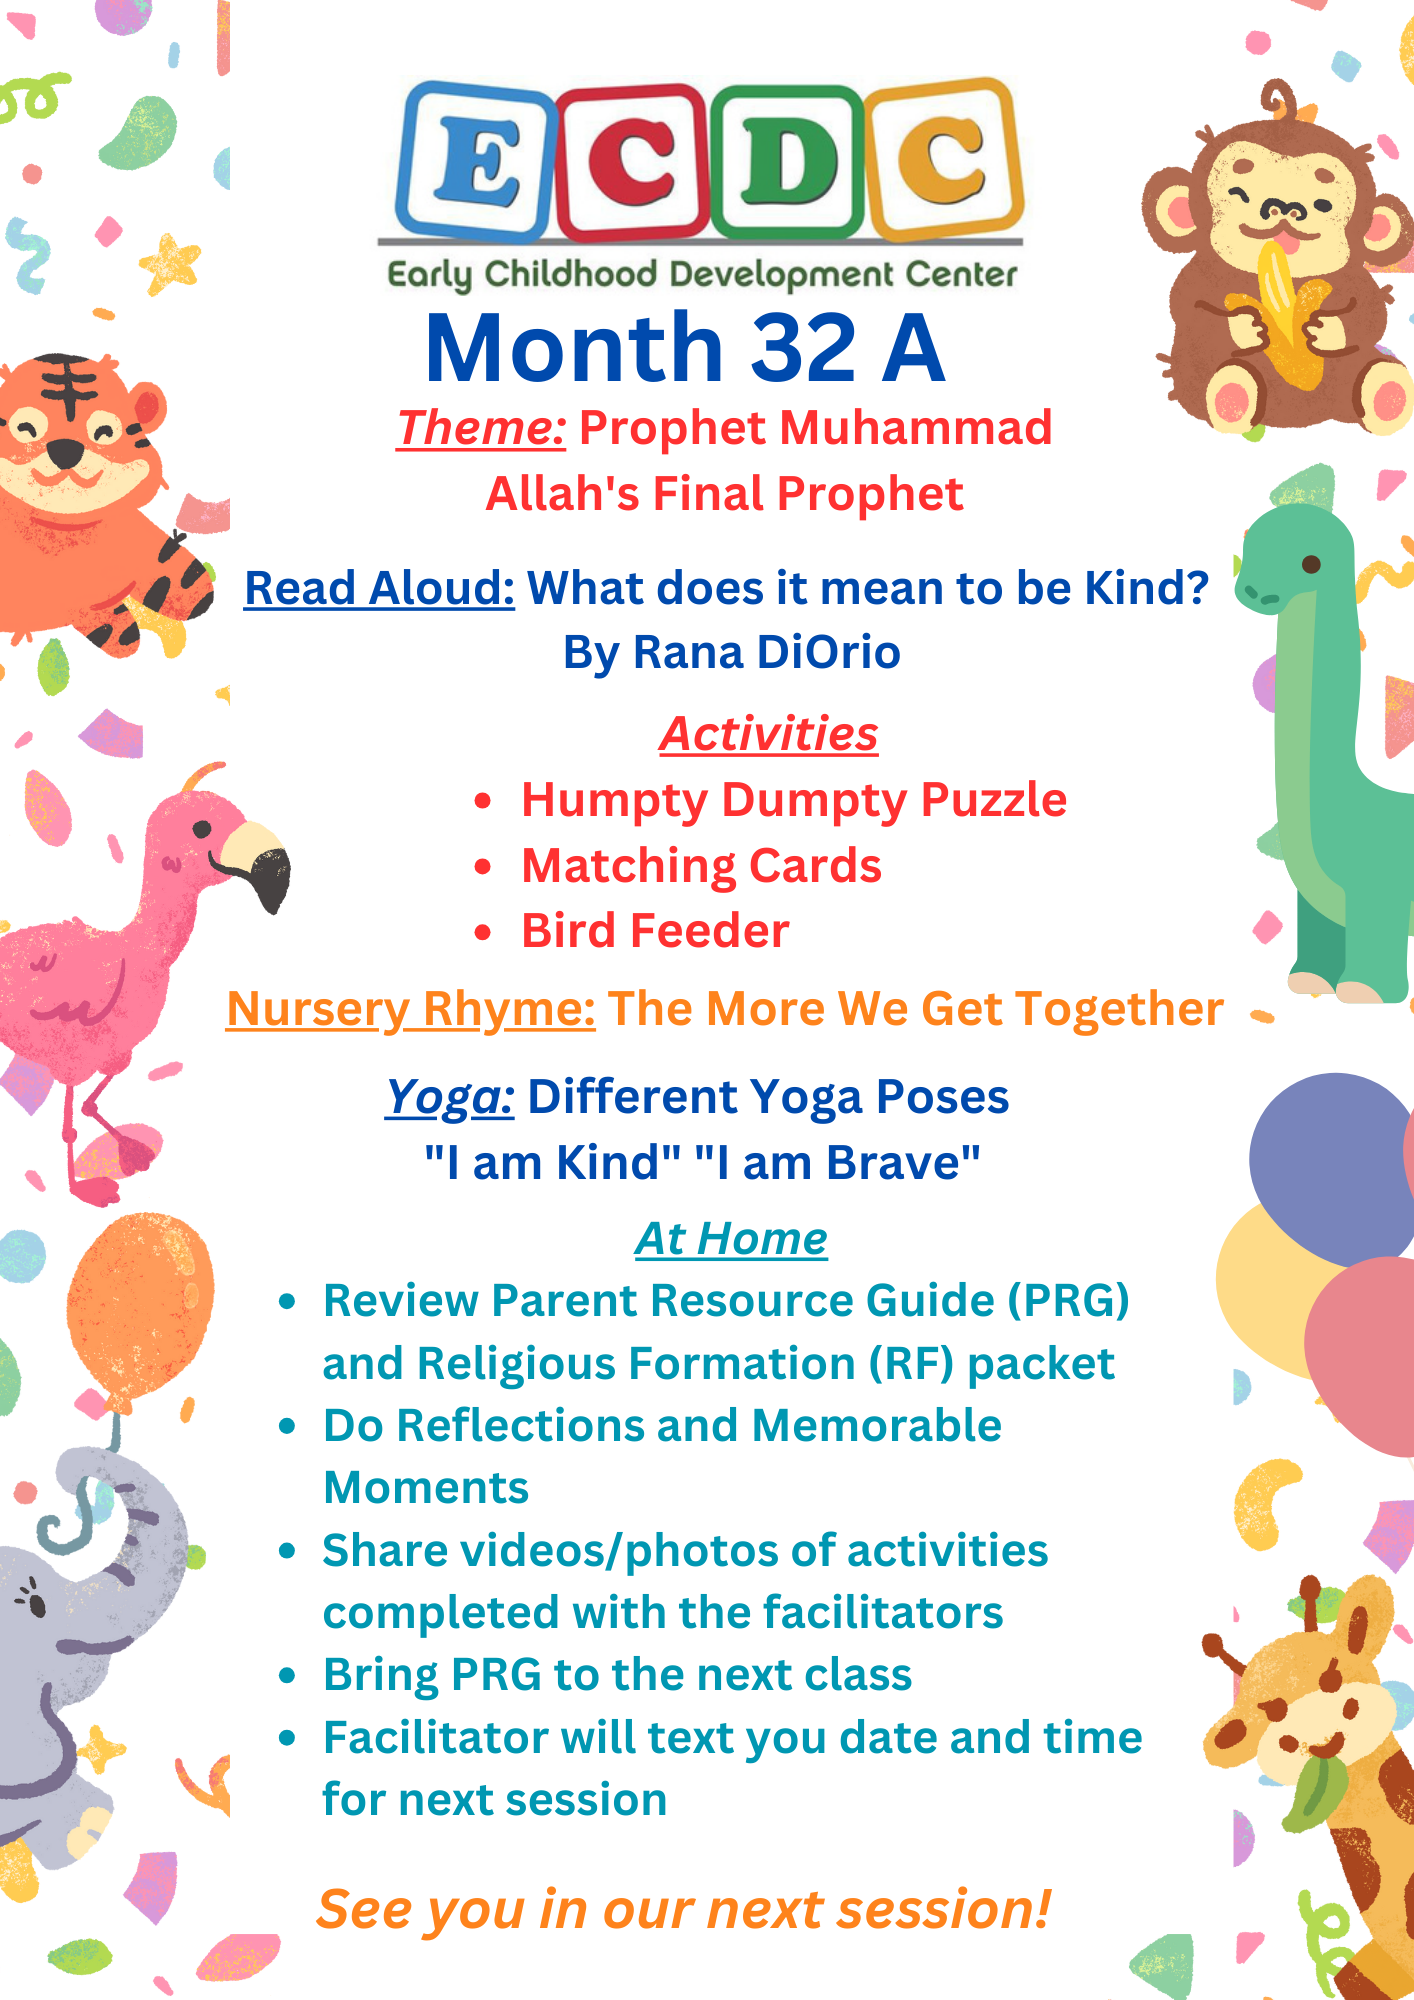 E C D C
Early Childhood Development Center
Month 32 A
Theme: Prophet Muhammad
Allah's Final Prophet
Read Aloud: What does it mean to be Kind?
By Rana DiOrio
Activities
• Humpty Dumpty Puzzle
• Matching Cards
• Bird Feeder
Nursery Rhyme: The More We Get Together
Yoga: Different Yoga Poses
"I am Kind" "I am Brave"
At Home
• Review Parent Resource Guide (PRG)
and Religious Formation (RF) packet
• Do Reflections and Memorable
Moments
• Share videos/photos of activities
completed with the facilitators
• Bring PRG to the next class
• Facilitator will text you date and time
for next session
See you in our next session!